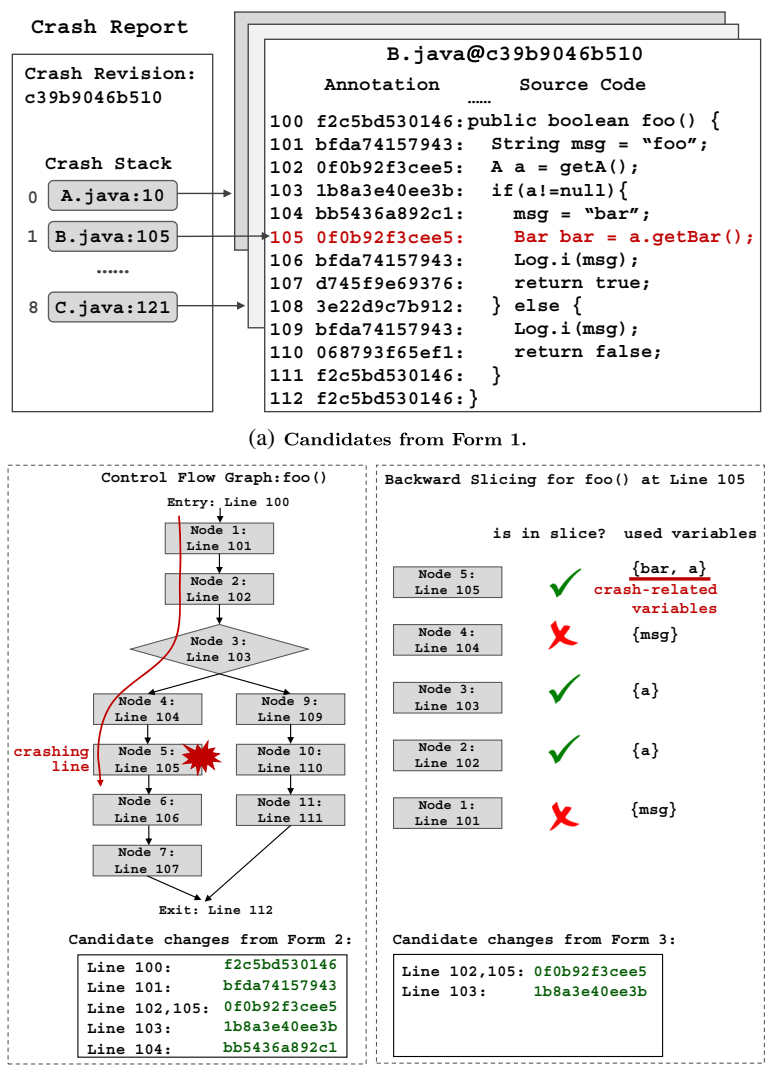 Crash Report
Crash Revision:
c39b9046b510
Crash Stack
0 A.java:10
1 B.java:105
……
8 C.java:121
B.java@c39b9046b510
Annotation Source Code
……
100 f2c5bd530146:public boolean foo() {
101 bfda74157943: String msg = “foo”;
102 0f0b92f3cee5: A a = getA();
103 1b8a3e40ee3b: if(a!=null){
104 bb5436a892c1: msg = “bar”;
105 0f0b92f3cee5: Bar bar = a.getBar();
106 bfda74157943: Log.i(msg);
107 d745f9e69376: return true;
108 3e22d9c7b912: } else {
109 bfda74157943: Log.i(msg);
110 068793f65ef1: return false;
111 f2c5bd530146: }
112 f2c5bd530146:}
(a) Candidates from Form 1.
Control Flow Graph:foo()
Entry: Line 100
Node 1:
Line 101
Node 2:
Line 102
Node 3:
Line 103
Node 4:
Line 104
Node 9:
Line 109
crashing
line
Node 5:
Line 105
Node 10:
Line 110
Node 6:
Line 106
Node 11:
Line 111
Node 7:
Line 107
Exit: Line 112
Candidate changes from Form 2:
Line 100: f2c5bd530146
Line 101: bfda74157943
Line 102,105: 0f0b92f3cee5
Line 103: 1b8a3e40ee3b
Line 104: bb5436a892c1
Backward Slicing for foo() at Line 105
is in slice? used variables
Node 5:
Line 105
{bar, a}
crash-related
variables
Node 4:
Line 104
{msg}
Node 3:
Line 103
{a}
Node 2:
Line 102
{a}
Node 1:
Line 101
{msg}
Candidate changes from Form 3:
Line 102,105: 0f0b92f3cee5
Line 103: 1b8a3e40ee3b